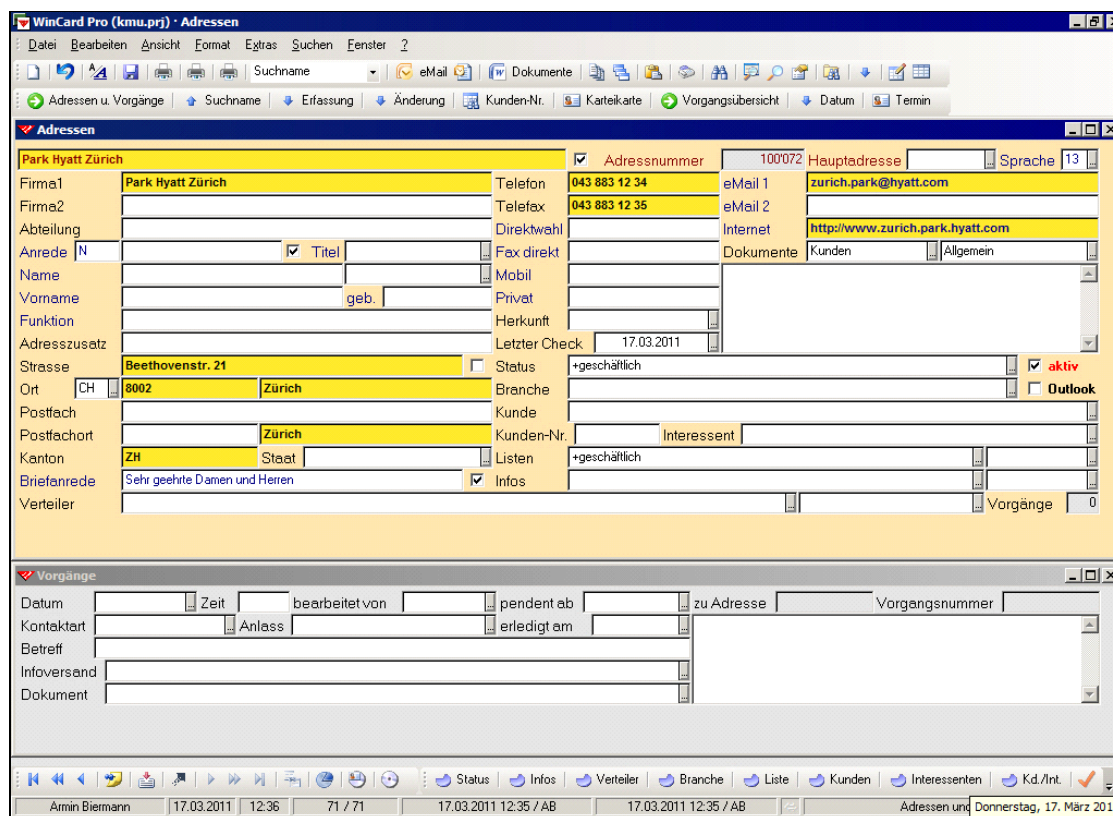 WinCard Pro (kmu.prj) · Adressen
Datei Bearbeiten Ansicht Format Extras Suchen Fenster ?
Suchname eMail Dokumente
Adressen u. Vorgänge Suchname Erfassung Änderung Kunden-Nr. Karteikarte Vorgangsübersicht Datum Termin
Adressen
Park Hyatt Zürich Adressnummer 100'072 Hauptadresse Sprache 13
Firma1 Park Hyatt Zürich Telefon 043 883 12 34 eMail 1 zurich.park@hyatt.com
Firma2 Telefax 043 883 12 35 eMail 2
Abteilung Direktwahl Internet http://www.zurich.park.hyatt.com
Anrede N Titel Fax direkt Dokumente Kunden Allgemein
Name Mobil
Vorname geb. Privat
Funktion Herkunft
Adresszusatz Letzter Check 17.03.2011
Strasse Beethovenstr. 21 Status +geschäftlich aktiv
Ort CH 8002 Zürich Branche Outlook
Postfach Kunde
Postfachort Zürich Kunden-Nr. Interessent
Kanton ZH Staat Listen +geschäftlich
Briefanrede Sehr geehrte Damen und Herren Infos
Verteiler Vorgänge 0
Vorgänge
Datum Zeit bearbeitet von pendent ab zu Adresse Vorgangsnummer
Kontaktart Anlass erledigt am
Betreff
Infoversand
Dokument
Status Infos Verteiler Branche Liste Kunden Interessenten Kd./Int.
Armin Biermann 17.03.2011 12:36 71 / 71 17.03.2011 12:35 / AB 17.03.2011 12:35 / AB Adressen und Donnerstag, 17. März 201